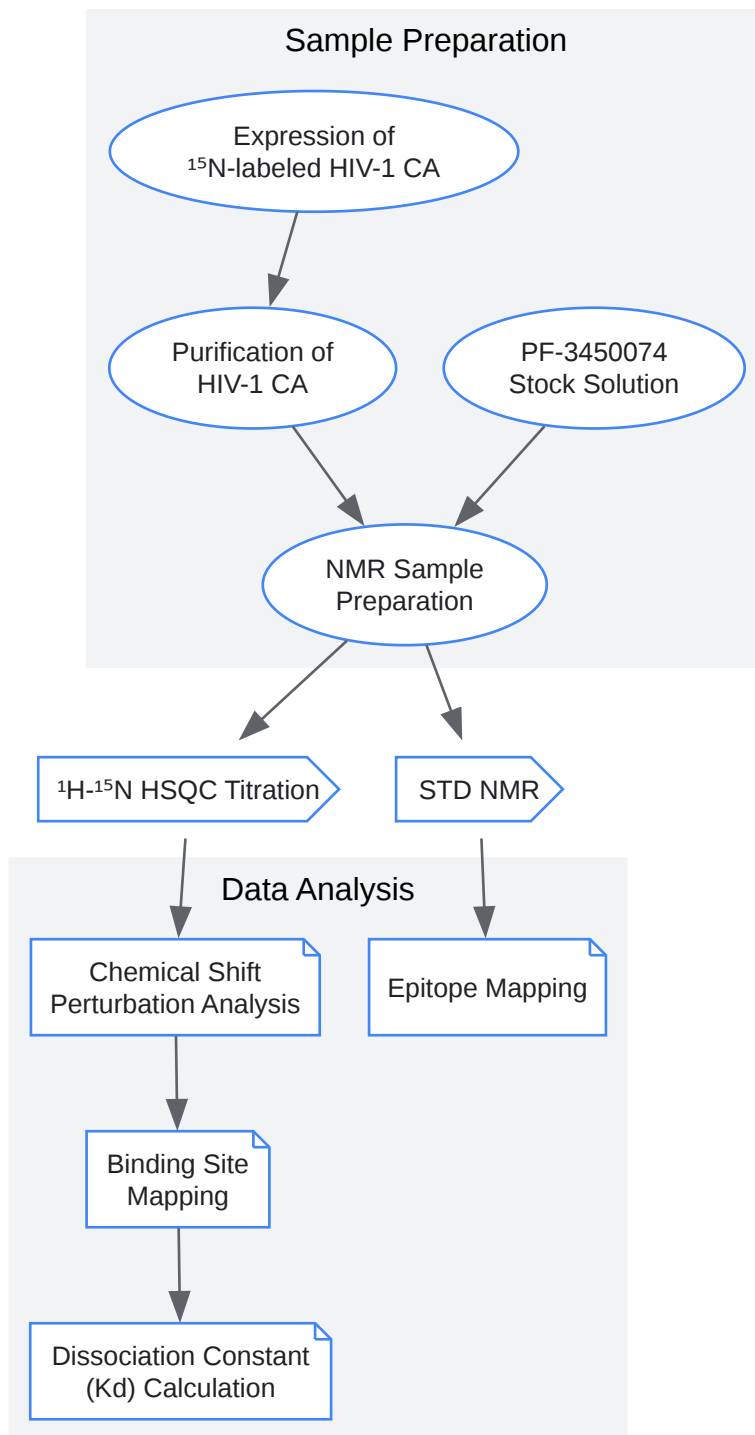 Sample Preparation
Expression of
¹⁵N-labeled HIV-1 CA
Purification of
HIV-1 CA
PF-3450074
Stock Solution
NMR Sample
Preparation
¹H-¹⁵N HSQC Titration
STD NMR
Data Analysis
Chemical Shift
Perturbation Analysis
Epitope Mapping
Binding Site
Mapping
Dissociation Constant
(Kd) Calculation